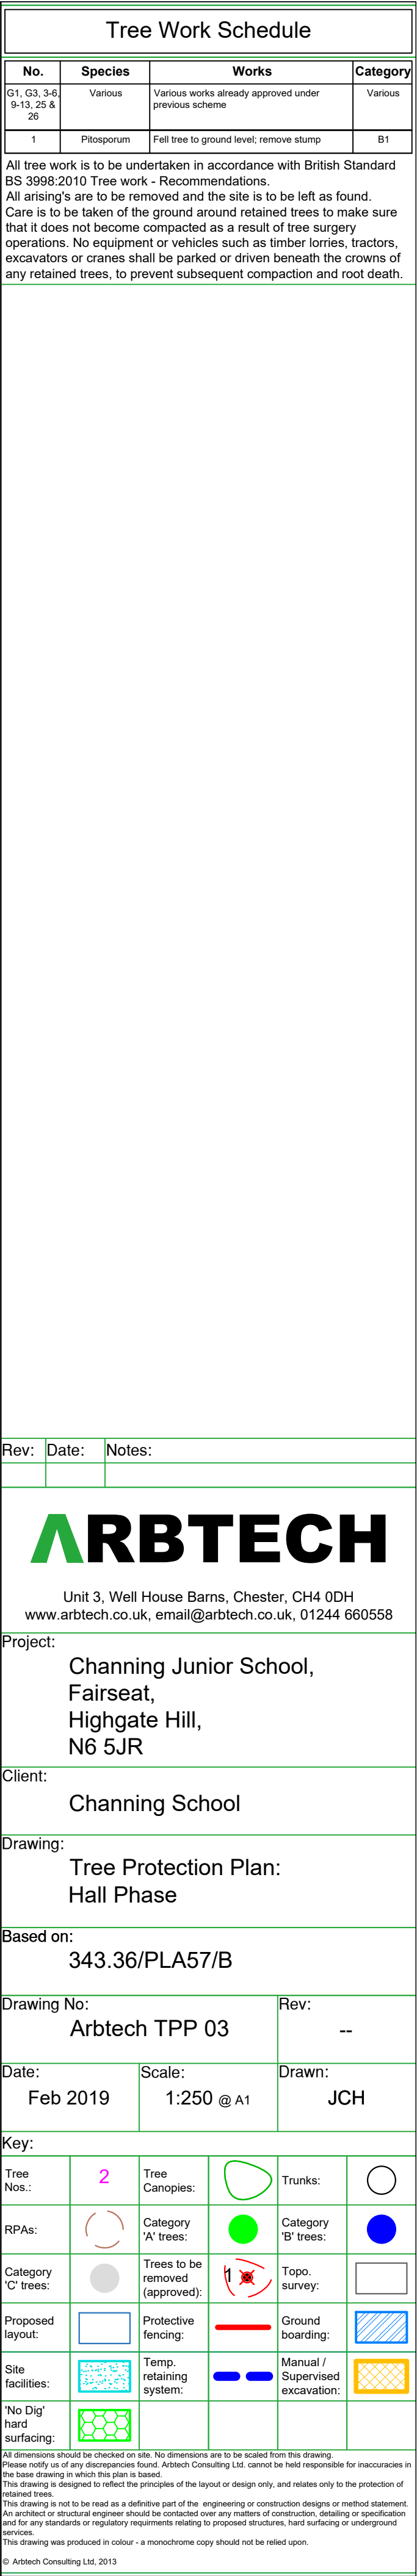 Tree Work Schedule
No. Species Works Category
G1, G3, 3-6, Various Various works already approved under Various
9-13, 25 & previous scheme
26
1 Pitosporum Fell tree to ground level; remove stump B1
All tree work is to be undertaken in accordance with British Standard
BS 3998:2010 Tree work - Recommendations.
All arising's are to be removed and the site is to be left as found.
Care is to be taken of the ground around retained trees to make sure
that it does not become compacted as a result of tree surgery
operations. No equipment or vehicles such as timber lorries, tractors,
excavators or cranes shall be parked or driven beneath the crowns of
any retained trees, to prevent subsequent compaction and root death.
Rev: Date: Notes:
ARBTECH
Unit 3, Well House Barns, Chester, CH4 0DH
www.arbtech.co.uk, email@arbtech.co.uk, 01244 660558
Project:
Channing Junior School,
Fairseat,
Highgate Hill,
N6 5JR
Client:
Channing School
Drawing:
Tree Protection Plan:
Hall Phase
Based on:
343.36/PLA57/B
Drawing No: Rev:
Arbtech TPP 03 --
Date: Scale: Drawn:
Feb 2019 1:250 @ A1 JCH
Key:
Tree Nos.: 2 Tree Canopies: Trunks:
RPAs: Category 'A' trees: Category 'B' trees:
Category 'C' trees: Trees to be removed (approved): 1 Topo. survey:
Proposed layout: Protective fencing: Ground boarding:
Site facilities: Temp. retaining system: Manual / Supervised excavation:
'No Dig' hard surfacing:
All dimensions should be checked on site. No dimensions are to be scaled from this drawing.
Please notify us of any discrepancies found. Arbtech Consulting Ltd. cannot be held responsible for inaccuracies in
the base drawing in which this plan is based.
This drawing is designed to reflect the principles of the layout or design only, and relates only to the protection of
retained trees.
This drawing is not to be read as a definitive part of the engineering or construction designs or method statement.
An architect or structural engineer should be contacted over any matters of construction, detailing or specification
and for any standards or regulatory requirments relating to proposed structures, hard surfacing or underground
services.
This drawing was produced in colour - a monochrome copy should not be relied upon.
© Arbtech Consulting Ltd, 2013